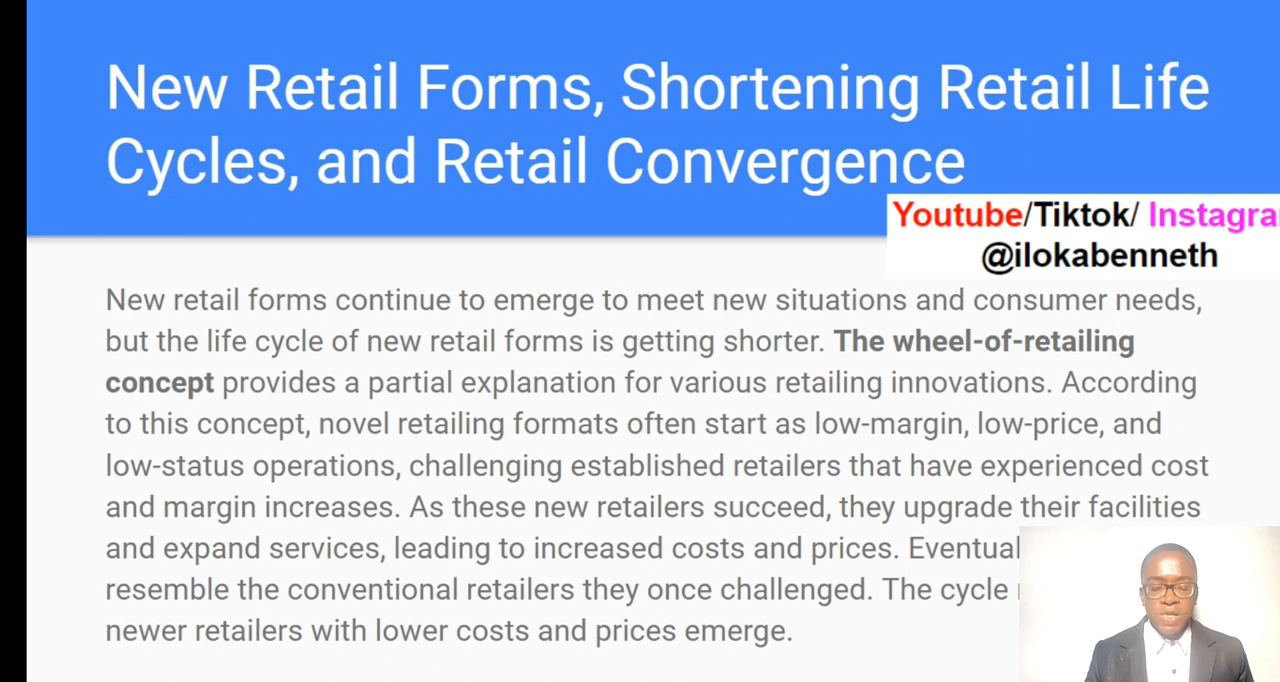 New Retail Forms, Shortening Retail Life
Cycles, and Retail Convergence
Youtube/Tiktok/ Instagra
@ilokabenneth
New retail forms continue to emerge to meet new situations and consumer needs,
but the life cycle of new retail forms is getting shorter. The wheel-of-retailing
concept provides a partial explanation for various retailing innovations. According
to this concept, novel retailing formats often start as low-margin, low-price, and
low-status operations, challenging established retailers that have experienced cost
and margin increases. As these new retailers succeed, they upgrade their facilities
and expand services, leading to increased costs and prices.
resemble the conventional retailers they once challenged. The cycle
newer retailers with lower costs and prices emerge.